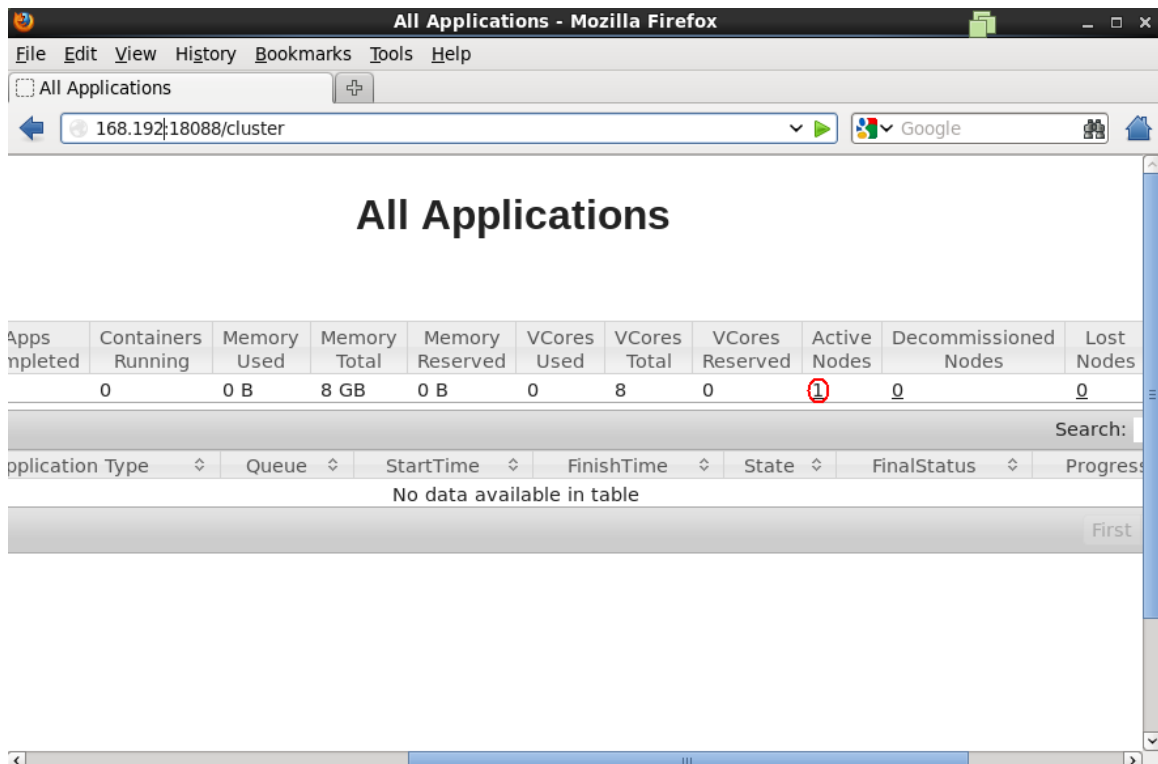 All Applications - Mozilla Firefox
File Edit View History Bookmarks Tools Help
All Applications
168.192:18088/cluster Google
All Applications
Apps Containers Memory Memory Memory VCores VCores VCores Active Decommissioned Lost
mpleted Running Used Total Reserved Used Total Reserved Nodes Nodes Nodes
0 0 B 8 GB 0 B 0 8 0 1 0 0
Search:
pplication Type Queue StartTime FinishTime State FinalStatus Progress
No data available in table
First